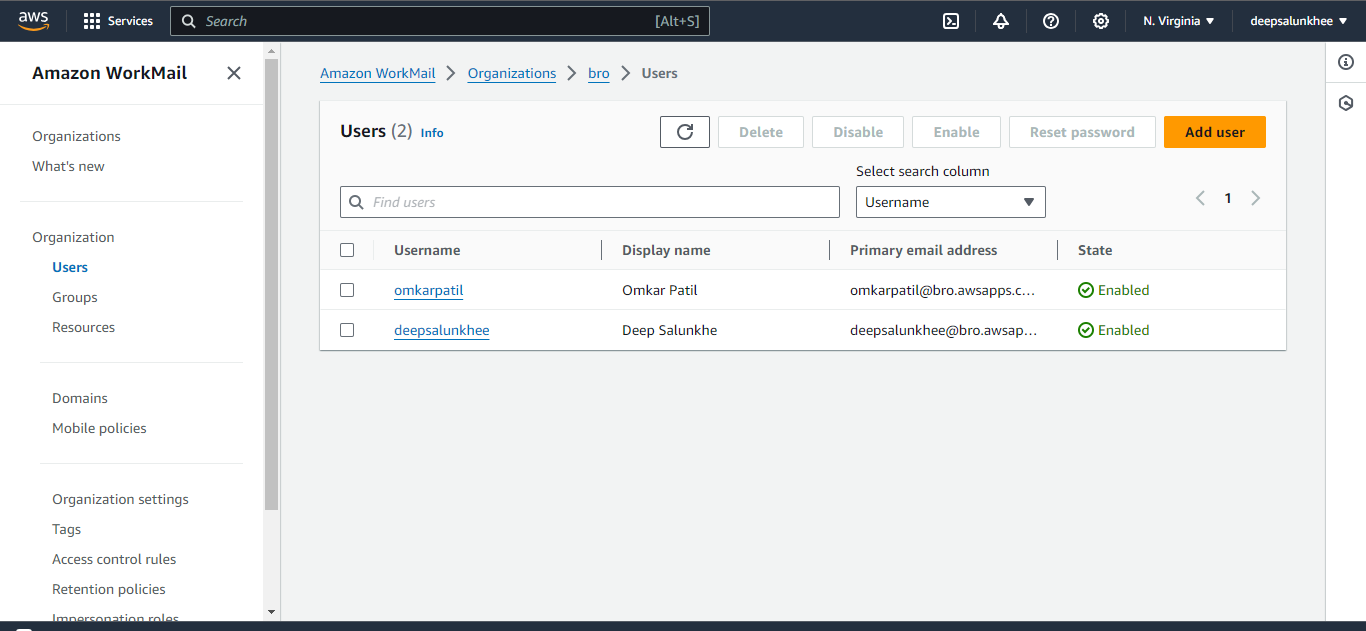 aws Services Search [Alt+S] N. Virginia deepsalunkhee
Amazon WorkMail
Organizations
What's new
Organization
Users
Groups
Resources
Domains
Mobile policies
Organization settings
Tags
Access control rules
Retention policies
Impersonation roles
Amazon WorkMail Organizations bro Users
Users (2) Info Delete Disable Enable Reset password Add user
Select search column
Find users Username 1
Username Display name Primary email address State
omkarpatil Omkar Patil omkarpatil@bro.awsapps.c... Enabled
deepsalunkhee Deep Salunkhe deepsalunkhee@bro.awsap... Enabled